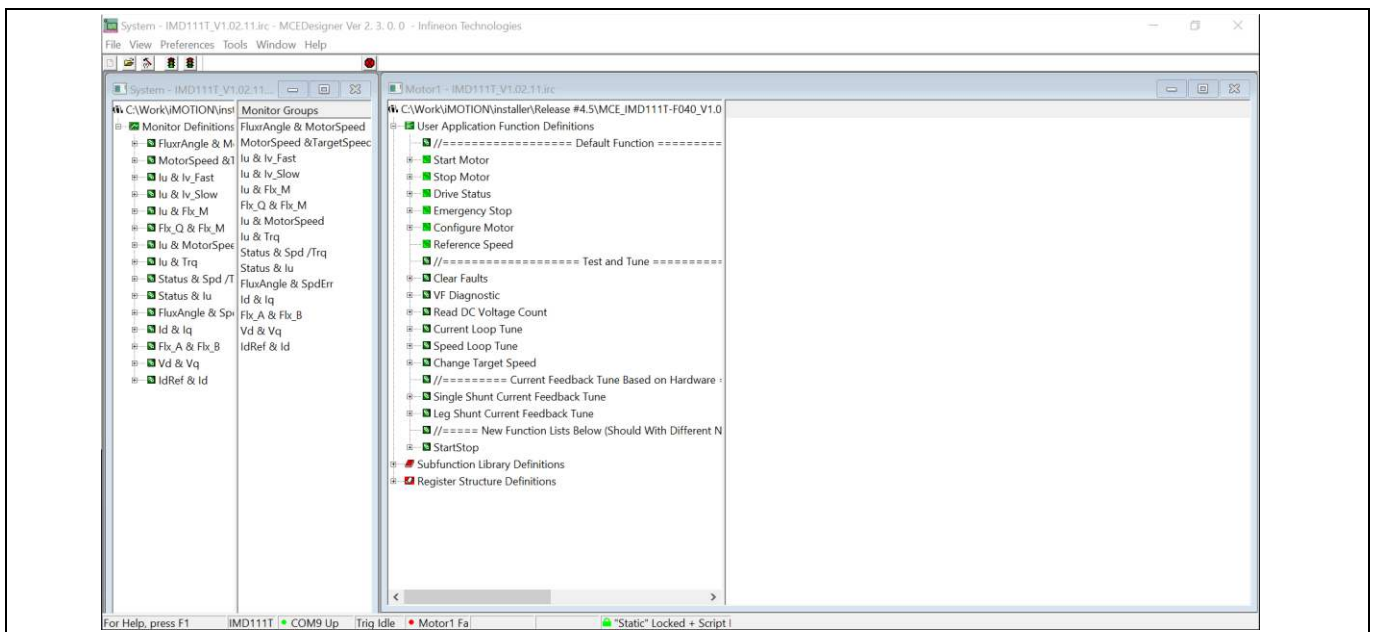 System - IMD111T_V1.02.11.irc - MCEDesigner Ver 2. 3. 0. 0 - Infineon Technologies
File View Preferences Tools Window Help
System - IMD111T_V1.02.11....
C:\Work\iMOTION\inst
Monitor Definitions
FluxrAngle & M
MotorSpeed &T
Iu & Iv_Fast
Iu & Iv_Slow
Iu & Flx_M
Flx_Q & Flx_M
Iu & MotorSpee
Iu & Trq
Status & Spd /T
Status & Iu
FluxAngle & Sp
Id & Iq
Flx_A & Flx_B
Vd & Vq
IdRef & Id
Monitor Groups
FluxrAngle & MotorSpeed
MotorSpeed &TargetSpeec
Iu & Iv_Fast
Iu & Iv_Slow
Iu & Flx_M
Flx_Q & Flx_M
Iu & MotorSpeed
Iu & Trq
Status & Spd /Trq
Status & Iu
FluxAngle & SpdErr
Id & Iq
Flx_A & Flx_B
Vd & Vq
IdRef & Id
Motor1 - IMD111T_V1.02.11.irc
C:\Work\iMOTION\installer\Release #4.5\MCE_IMD111T-F040_V1.0
User Application Function Definitions
//================== Default Function =========
Start Motor
Stop Motor
Drive Status
Emergency Stop
Configure Motor
Reference Speed
//=================== Test and Tune ==========
Clear Faults
VF Diagnostic
Read DC Voltage Count
Current Loop Tune
Speed Loop Tune
Change Target Speed
//========= Current Feedback Tune Based on Hardware =
Single Shunt Current Feedback Tune
Leg Shunt Current Feedback Tune
//===== New Function Lists Below (Should With Different N
StartStop
Subfunction Library Definitions
Register Structure Definitions
For Help, press F1 IMD111T COM9 Up Trig Idle Motor1 Fa "Static" Locked + Script